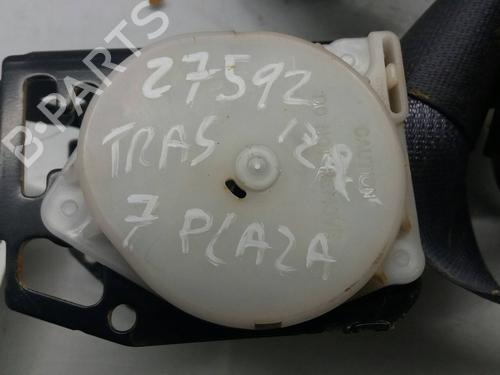 B-PARTS
27592
TRAS IZQ
7 PLAZA
CAUTION